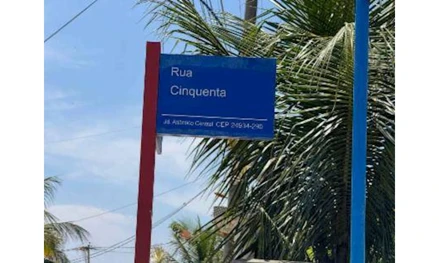 Rua
Cinquenta
Jd. Atlântico Central CEP